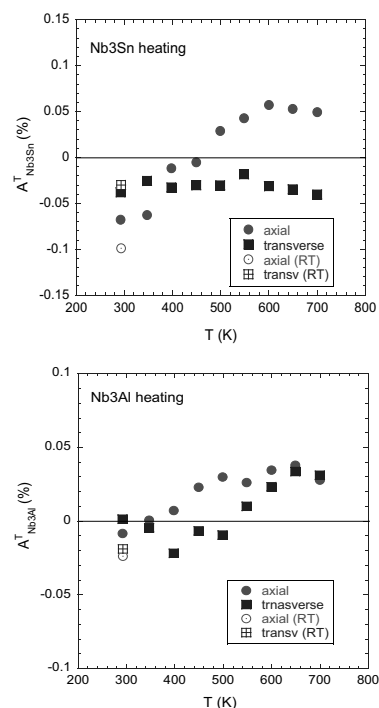 0.1
Nb3Sn heating
0.05
0
-0.05
-0.1
-0.15
A^T_Nb3Sn (%)
axial
transverse
axial (RT)
transv (RT)
200 300 400 500 600 700 800
T (K)
0.1
Nb3Al heating
0.05
0
-0.05
-0.1
A^T_Nb3Al (%)
axial
trnasverse
axial (RT)
transv (RT)
200 300 400 500 600 700 800
T (K)